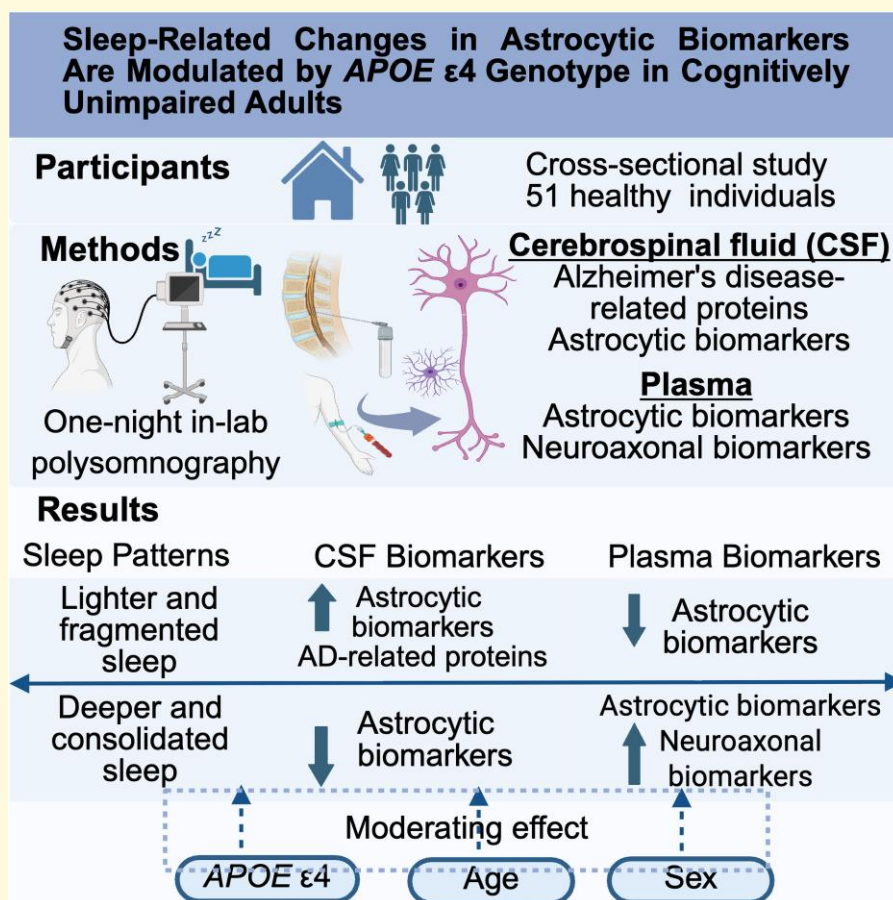 Sleep-Related Changes in Astrocytic Biomarkers
Are Modulated by APOE ε4 Genotype in Cognitively
Unimpaired Adults
Participants
Cross-sectional study
51 healthy individuals
Methods
zzZ
One-night in-lab
polysomnography
Cerebrospinal fluid (CSF)
Alzheimer's disease-
related proteins
Astrocytic biomarkers
Plasma
Astrocytic biomarkers
Neuroaxonal biomarkers
Results
Sleep Patterns
CSF Biomarkers
Plasma Biomarkers
Lighter and
fragmented
sleep
Astrocytic
biomarkers
AD-related proteins
Astrocytic
biomarkers
Deeper and
consolidated
sleep
Astrocytic
biomarkers
Astrocytic biomarkers
Neuroaxonal
biomarkers
Moderating effect
APOE ε4
Age
Sex